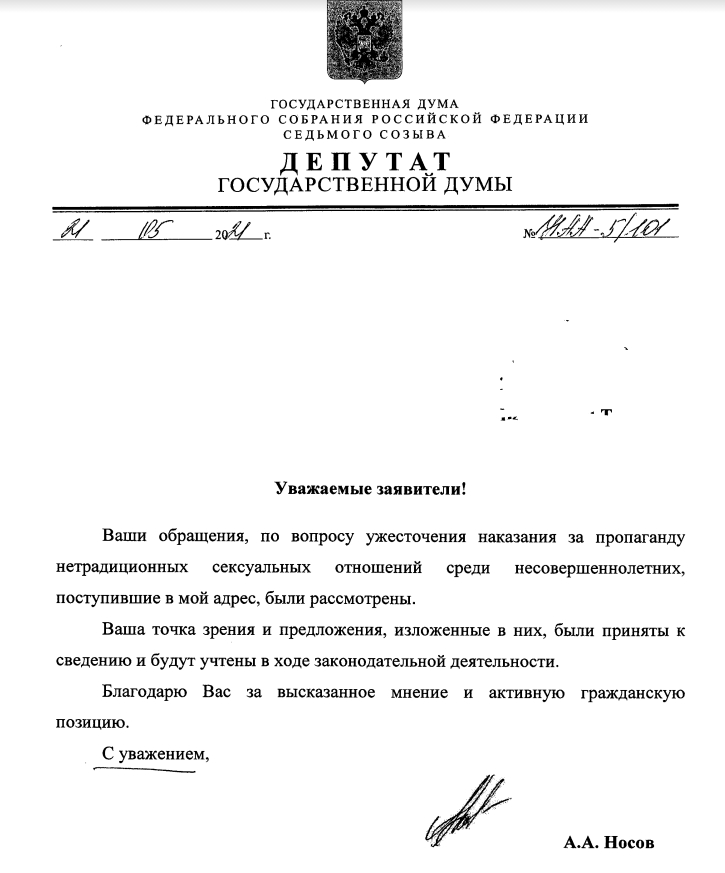 ГОСУДАРСТВЕННАЯ ДУМА
ФЕДЕРАЛЬНОГО СОБРАНИЯ РОССИЙСКОЙ ФЕДЕРАЦИИ
СЕДЬМОГО СОЗЫВА
ДЕПУТАТ
ГОСУДАРСТВЕННОЙ ДУМЫ
21 05 2021 г. № НАА-5/101
Уважаемые заявители!
Ваши обращения, по вопросу ужесточения наказания за пропаганду
нетрадиционных сексуальных отношений среди несовершеннолетних,
поступившие в мой адрес, были рассмотрены.
Ваша точка зрения и предложения, изложенные в них, были приняты к
сведению и будут учтены в ходе законодательной деятельности.
Благодарю Вас за высказанное мнение и активную гражданскую
позицию.
С уважением,
А.А. Носов